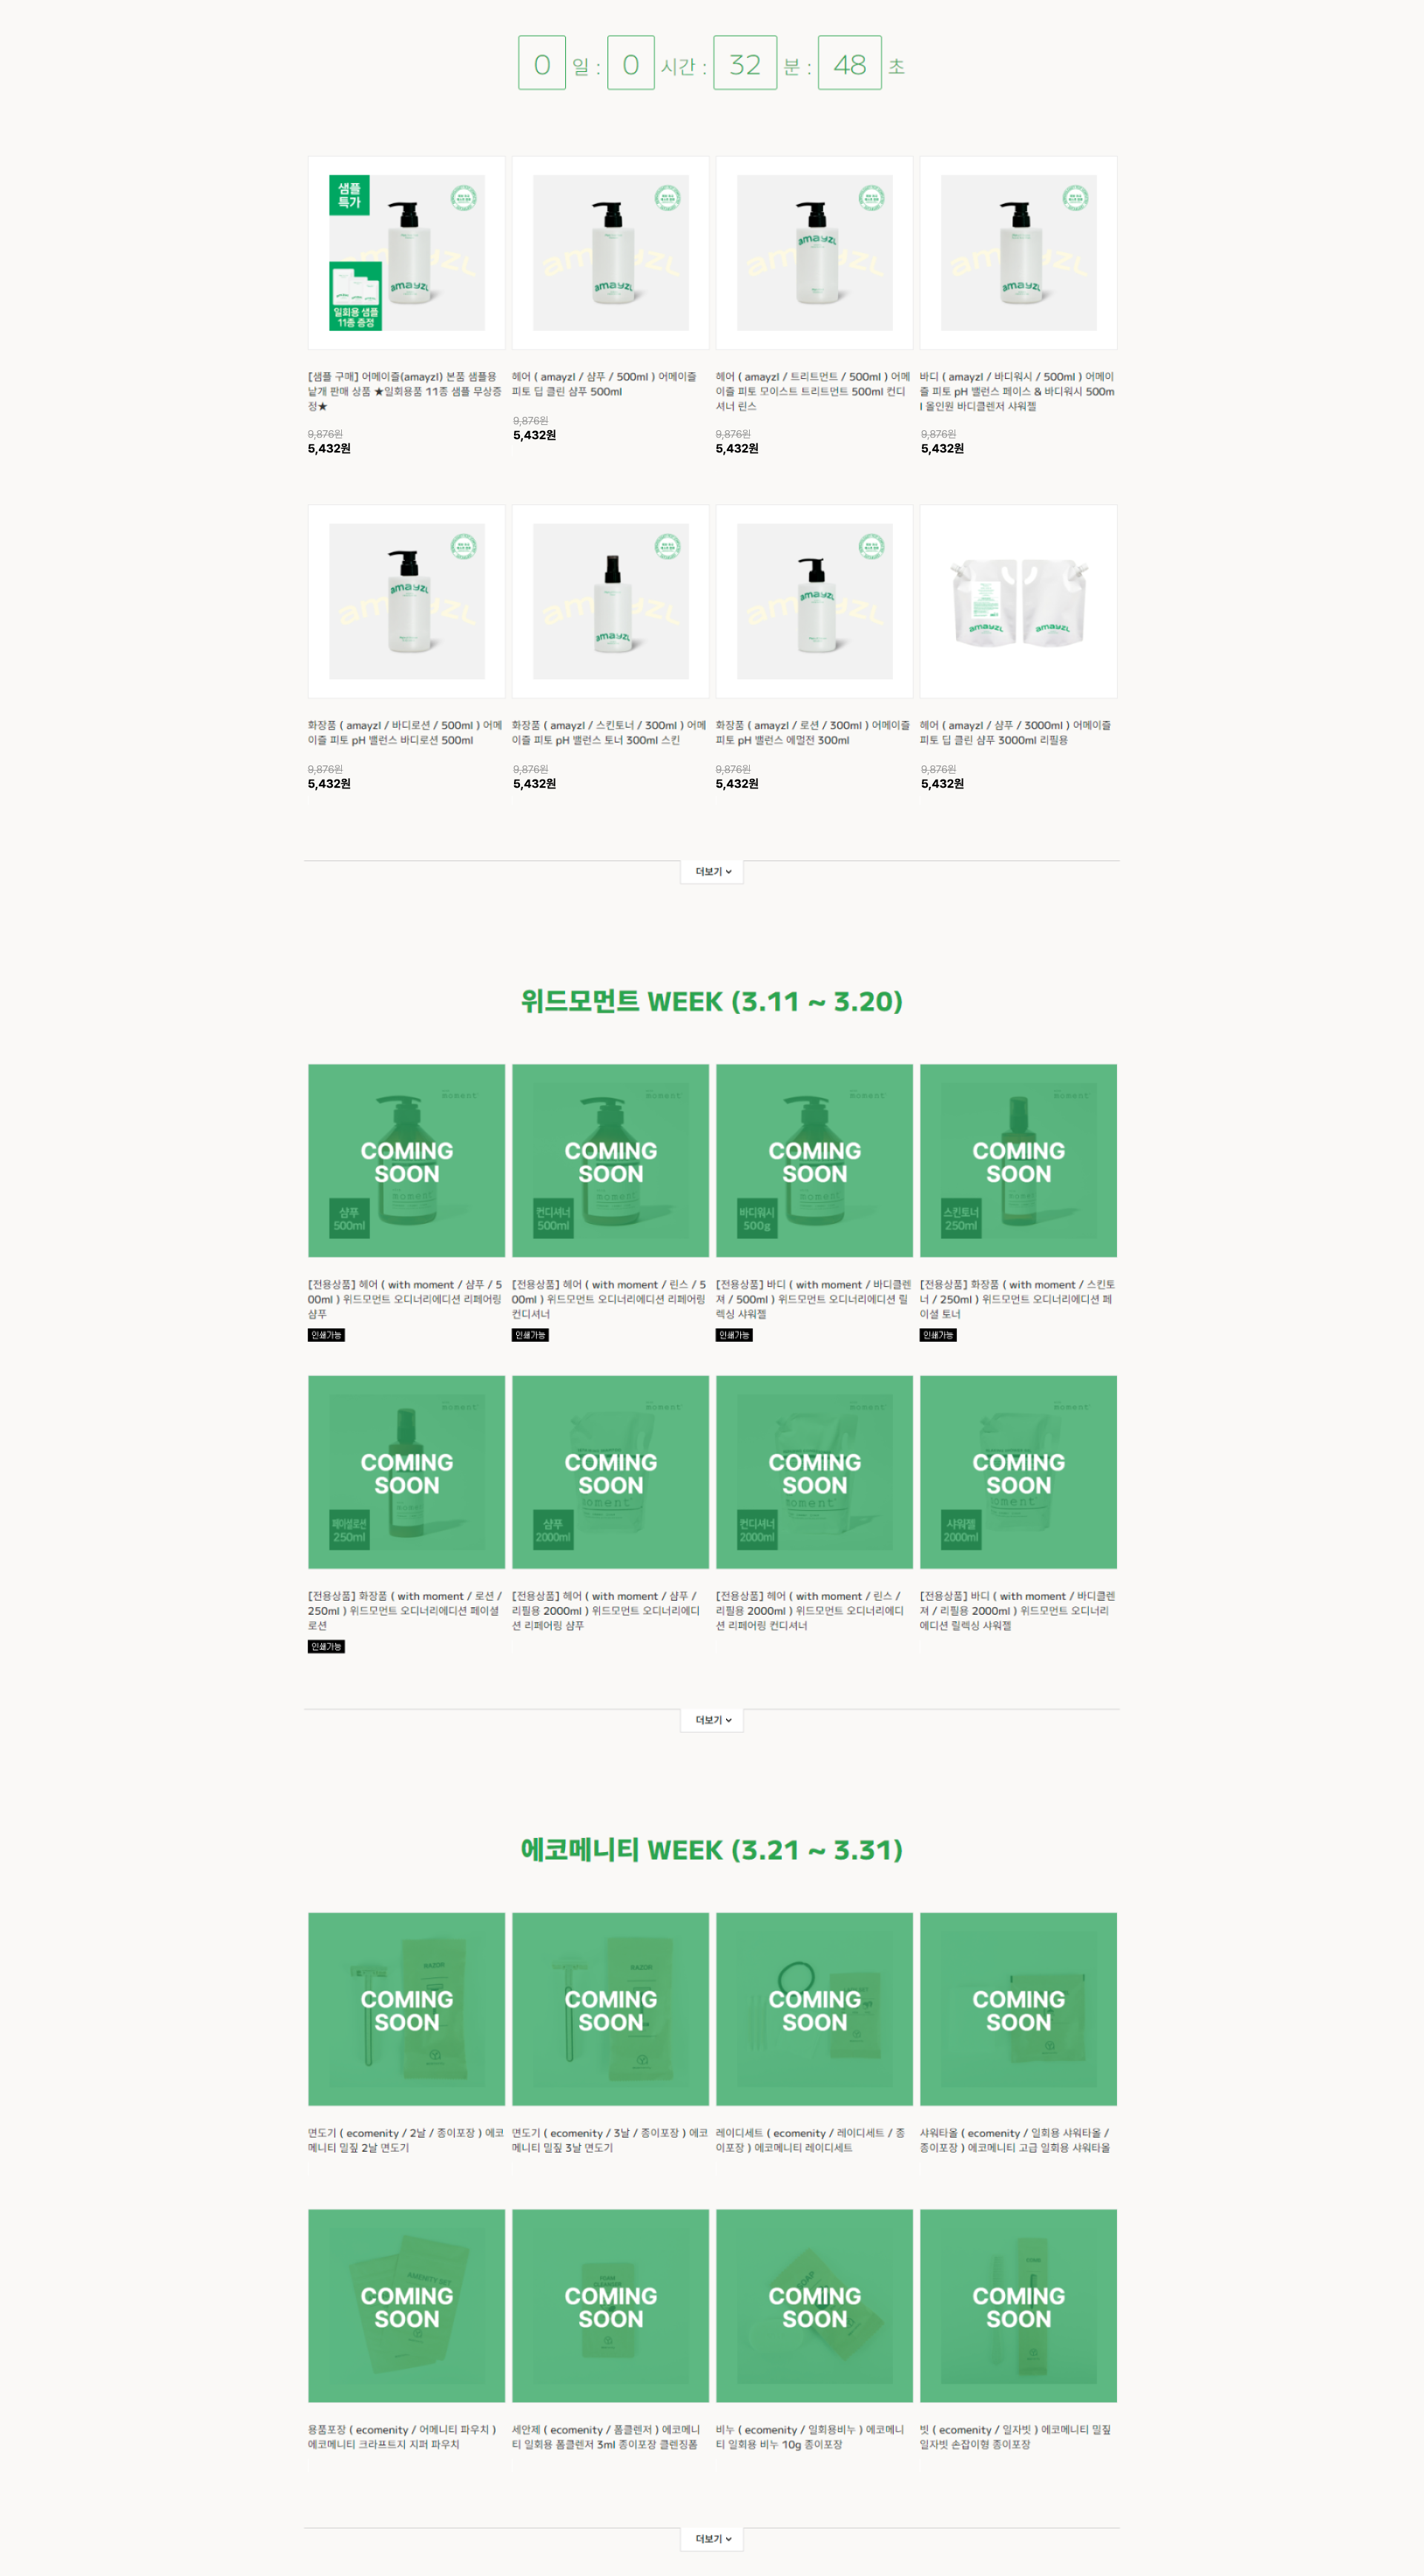 0 일 : 0 시간 : 32 분 : 48 초
샘플
특가
amayzl
일회용 샘플
11종 증정
amayzl
amayzl
amayzl
[샘플 구매] 어메이즐(amayzl) 본품 샘플용
낱개 판매 상품 ★일회용품 11종 샘플 무상증
정★
9,876원
5,432원
헤어 ( amayzl / 샴푸 / 500ml ) 어메이즐
피토 딥 클린 샴푸 500ml
9,876원
5,432원
헤어 ( amayzl / 트리트먼트 / 500ml ) 어메
이즐 피토 모이스트 트리트먼트 500ml 컨디
셔너 린스
9,876원
5,432원
바디 ( amayzl / 바디워시 / 500ml ) 어메이
즐 피토 pH 밸런스 페이스 & 바디워시 500m
l 올인원 바디클렌저 샤워젤
9,876원
5,432원
amayzl
amayzl
amayzl
amayzl
amayzl
화장품 ( amayzl / 바디로션 / 500ml ) 어메
이즐 피토 pH 밸런스 바디로션 500ml
9,876원
5,432원
화장품 ( amayzl / 스킨토너 / 300ml ) 어메
이즐 피토 pH 밸런스 토너 300ml 스킨
9,876원
5,432원
화장품 ( amayzl / 로션 / 300ml ) 어메이즐
피토 pH 밸런스 에멀전 300ml
9,876원
5,432원
헤어 ( amayzl / 샴푸 / 3000ml ) 어메이즐
피토 딥 클린 샴푸 3000ml 리필용
9,876원
5,432원
더보기
위드모먼트 WEEK (3.11 ~ 3.20)
moment
COMING
SOON
moment
샴푸
500ml
moment
COMING
SOON
moment
컨디셔너
500ml
moment
COMING
SOON
moment
바디워시
500g
moment
COMING
SOON
moment
스킨토너
250ml
[전용상품] 헤어 ( with moment / 샴푸 / 5
00ml ) 위드모먼트 오디너리에디션 리페어링
샴푸
인쇄가능
[전용상품] 헤어 ( with moment / 린스 / 5
00ml ) 위드모먼트 오디너리에디션 리페어링
컨디셔너
인쇄가능
[전용상품] 바디 ( with moment / 바디클렌
져 / 500ml ) 위드모먼트 오디너리에디션 릴
렉싱 샤워젤
인쇄가능
[전용상품] 화장품 ( with moment / 스킨토
너 / 250ml ) 위드모먼트 오디너리에디션 페
이셜 토너
인쇄가능
moment
COMING
SOON
moment
페이셜로션
250ml
moment
COMING
SOON
moment
샴푸
2000ml
moment
COMING
SOON
moment
컨디셔너
2000ml
moment
COMING
SOON
moment
샤워젤
2000ml
[전용상품] 화장품 ( with moment / 로션 /
250ml ) 위드모먼트 오디너리에디션 페이셜
로션
인쇄가능
[전용상품] 헤어 ( with moment / 샴푸 /
리필용 2000ml ) 위드모먼트 오디너리에디
션 리페어링 샴푸
[전용상품] 헤어 ( with moment / 린스 /
리필용 2000ml ) 위드모먼트 오디너리에디
션 리페어링 컨디셔너
[전용상품] 바디 ( with moment / 바디클렌
져 / 리필용 2000ml ) 위드모먼트 오디너리
에디션 릴렉싱 샤워젤
더보기
에코메니티 WEEK (3.21 ~ 3.31)
RAZOR
COMING
SOON
RAZOR
COMING
SOON
COMING
SOON
COMING
SOON
면도기 ( ecomenity / 2날 / 종이포장 ) 에코
메니티 밀짚 2날 면도기
면도기 ( ecomenity / 3날 / 종이포장 ) 에코
메니티 밀짚 3날 면도기
레이디세트 ( ecomenity / 레이디세트 / 종
이포장 ) 에코메니티 레이디세트
샤워타올 ( ecomenity / 일회용 샤워타올 /
종이포장 ) 에코메니티 고급 일회용 샤워타올
AMENITY SET
COMING
SOON
COMING
SOON
SOAP
COMING
SOON
COMING
SOON
용품포장 ( ecomenity / 어메니티 파우치 )
에코메니티 크라프트지 지퍼 파우치
세안제 ( ecomenity / 폼클렌저 ) 에코메니
티 일회용 폼클렌저 3ml 종이포장 클렌징폼
비누 ( ecomenity / 일회용비누 ) 에코메니
티 일회용 비누 10g 종이포장
빗 ( ecomenity / 일자빗 ) 에코메니티 밀짚
일자빗 손잡이형 종이포장
더보기